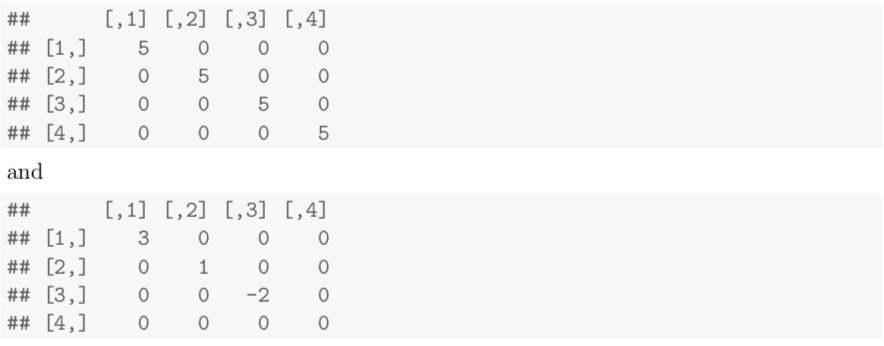 ##      [,1] [,2] [,3] [,4]
## [1,]    5    0    0    0
## [2,]    0    5    0    0
## [3,]    0    0    5    0
## [4,]    0    0    0    5
and
##      [,1] [,2] [,3] [,4]
## [1,]    3    0    0    0
## [2,]    0    1    0    0
## [3,]    0    0   -2    0
## [4,]    0    0    0    0